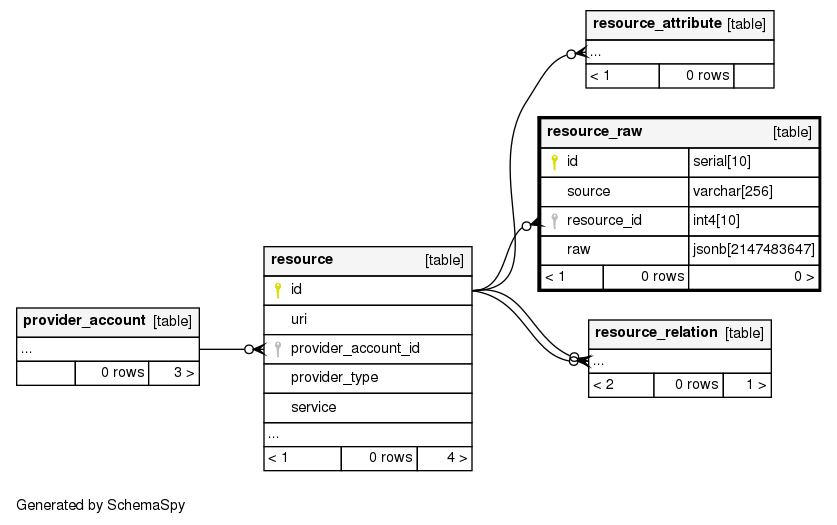 resource_attribute [table]
...
< 1 0 rows
resource_raw [table]
id serial[10]
source varchar[256]
resource_id int4[10]
raw jsonb[2147483647]
< 1 0 rows 0 >
resource [table]
id
uri
provider_account_id
provider_type
service
...
< 1 0 rows 4 >
provider_account [table]
...
0 rows 3 >
resource_relation [table]
...
< 2 0 rows 1 >
Generated by SchemaSpy